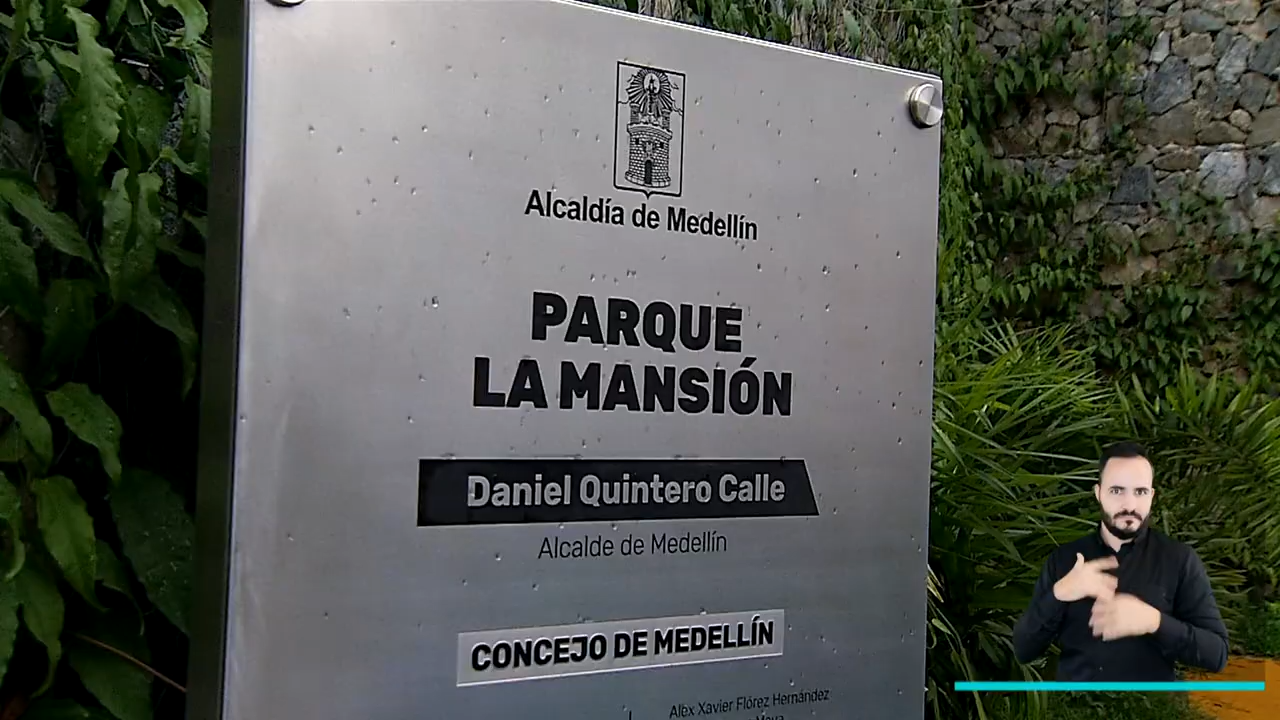 Alcaldía de Medellín
PARQUE
LA MANSIÓN
Daniel Quintero Calle
Alcalde de Medellín
CONCEJO DE MEDELLÍN
Alex Xavier Flórez Hernández